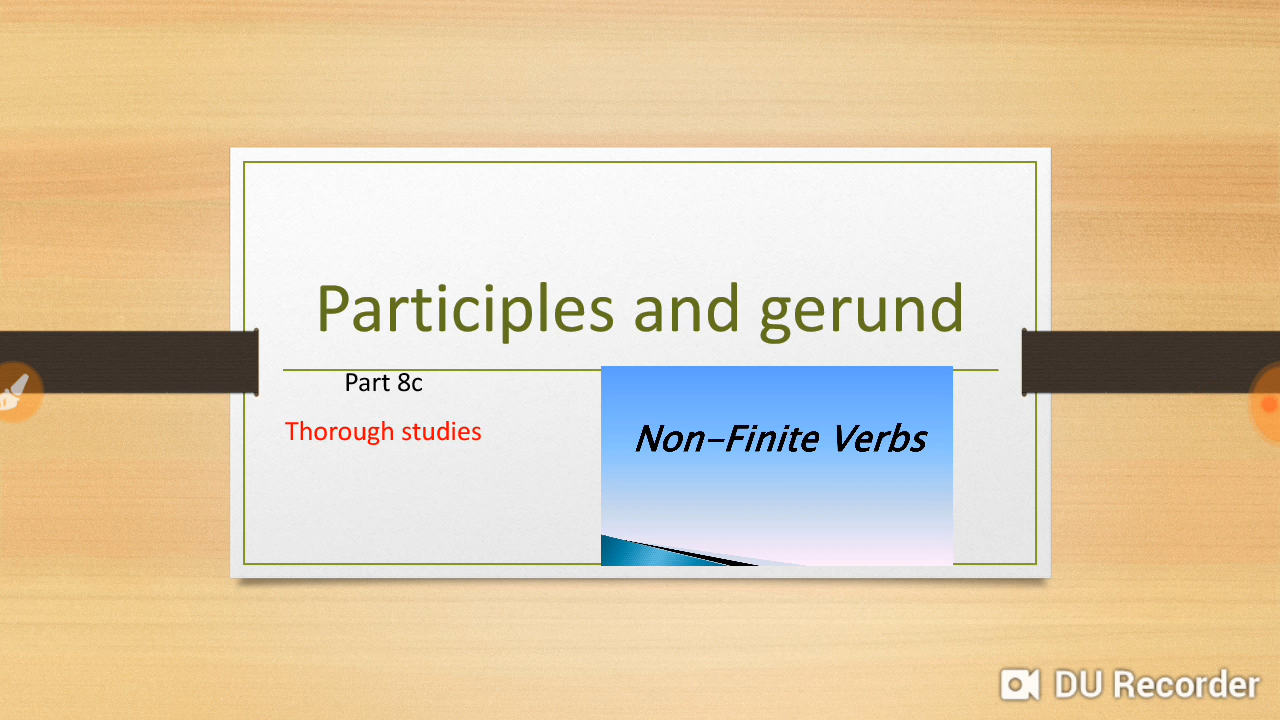 Participles and gerund
Part 8c
Thorough studies
Non-Finite Verbs
DU Recorder